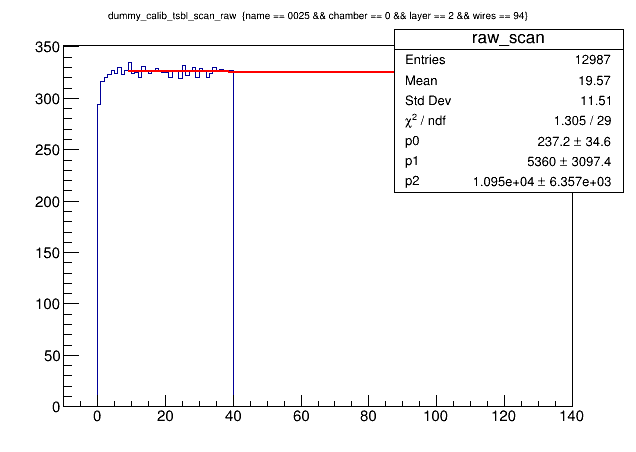 dummy_calib_tsbl_scan_raw {name == 0025 && chamber == 0 && layer == 2 && wires == 94}
raw_scan
Entries 12987
Mean 19.57
Std Dev 11.51
χ² / ndf 1.305 / 29
p0 237.2 ± 34.6
p1 5360 ± 3097.4
p2 1.095e+04 ± 6.357e+03
350
300
250
200
150
100
50
0
0 20 40 60 80 100 120 140